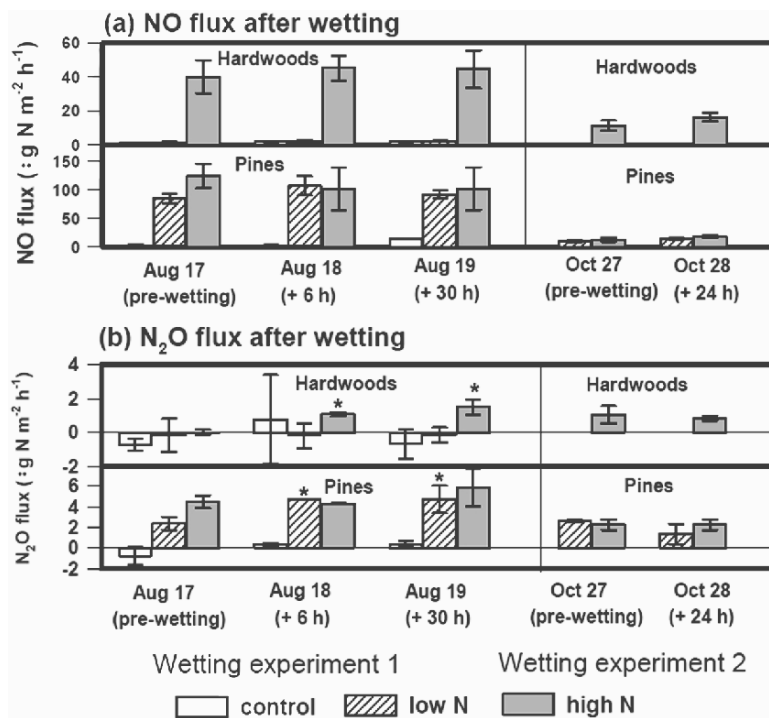 (a) NO flux after wetting
NO flux (:g N m⁻² h⁻¹)
60
40
20
0
Hardwoods
Hardwoods
150
100
50
0
Pines
Pines
Aug 17
(pre-wetting)
Aug 18
(+ 6 h)
Aug 19
(+ 30 h)
Oct 27
(pre-wetting)
Oct 28
(+ 24 h)
(b) N₂O flux after wetting
N₂O flux (:g N m⁻² h⁻¹)
4
2
0
-2
Hardwoods
*
*
Hardwoods
6
4
2
0
-2
Pines
*
*
Pines
Aug 17
(pre-wetting)
Aug 18
(+ 6 h)
Aug 19
(+ 30 h)
Oct 27
(pre-wetting)
Oct 28
(+ 24 h)
Wetting experiment 1
Wetting experiment 2
control
low N
high N